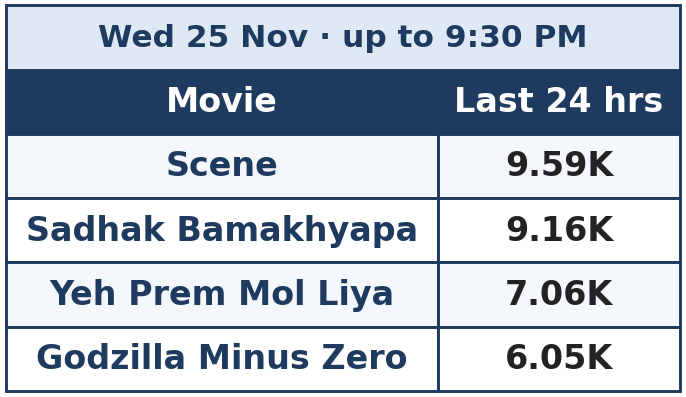 Wed 25 Nov · up to 9:30 PM
Movie Last 24 hrs
Scene 9.59K
Sadhak Bamakhyapa 9.16K
Yeh Prem Mol Liya 7.06K
Godzilla Minus Zero 6.05K